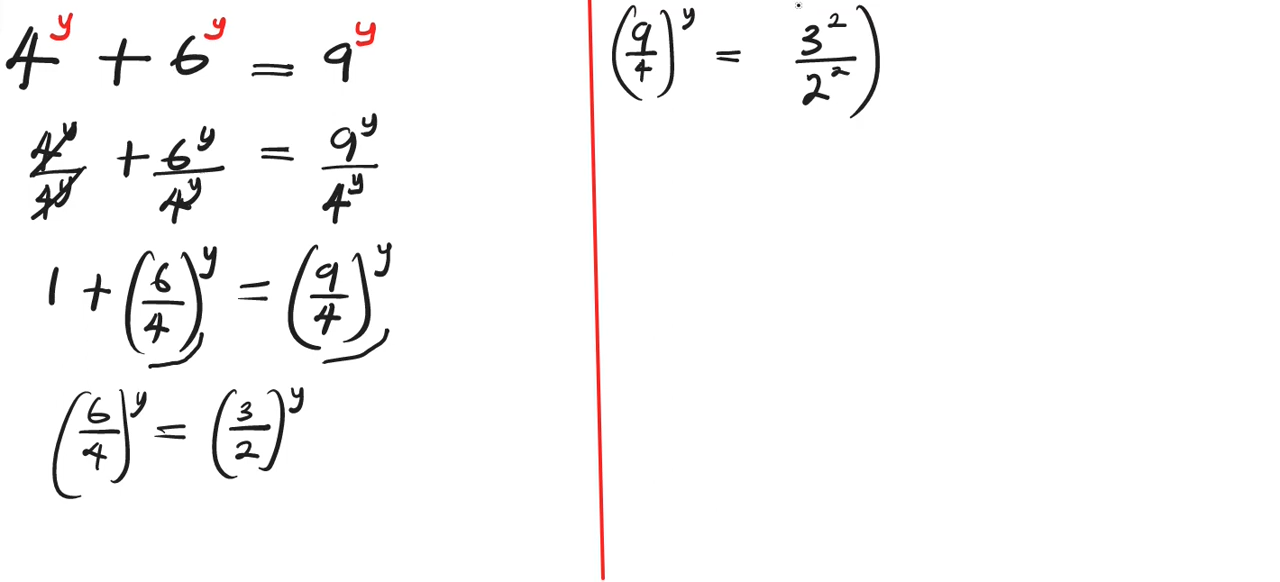 4^y + 6^y = 9^y
4^y/4^y + 6^y/4^y = 9^y/4^y
1 + (6/4)^y = (9/4)^y
(6/4)^y = (3/2)^y
(9/4)^y = 3^2/2^2)